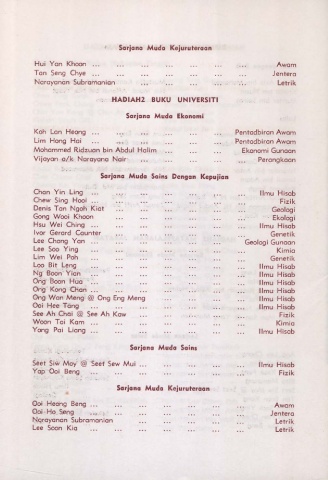 Sarjana Muda Kejuruteraan
Hui Yan Khoon ... ... ... ... ... ... Awam
Tan Seng Chye ... ... ... ... ... ... Jentera
Narayanan Subramanian ... ... ... ... ... Letrik
HADIAH2 BUKU UNIVERSITI
Sarjana Muda Ekonomi
Koh Lan Heong ... ... ... ... ... Pentadbiran Awam
Lim Hong Hai ... ... ... ... ... Pentadbiran Awam
Mohammed Ridzuan bin Abdul Halim ... ... ... Ekonomi Gunaan
Vijayan a/k Narayana Nair ... ... ... ... Perangkaan
Sarjana Muda Sains Dengan Kepujian
Chan Yin Ling ... ... ... ... ... ... Ilmu Hisab
Chew Sing Hooi ... ... ... ... ... ... Fizik
Denis Tan Ngoh Kiat ... ... ... ... ... Geologi
Gong Wooi Khoon ... ... ... ... ... Ekologi
Hsu Wei Ching ... ... ... ... ... ... Ilmu Hisab
Ivor Gerard Counter ... ... ... ... ... Genetik
Lee Chong Yan ... ... ... ... ... Geologi Gunaan
Lee Soo Ying ... ... ... ... ... ... Kimia
Lim Wei Poh ... ... ... ... ... ... Genetik
Loo Bit Leng ... ... ... ... ... ... Ilmu Hisab
Ng Boon Yian ... ... ... ... ... ... Ilmu Hisab
Ong Boon Hua ... ... ... ... ... ... Ilmu Hisab
Ong Kong Chan ... ... ... ... ... ... Ilmu Hisab
Ong Wan Meng @ Ong Eng Meng ... ... ... Ilmu Hisab
Ooi Hee Tang ... ... ... ... ... ... Ilmu Hisab
See Ah Chai @ See Ah Kaw ... ... ... ... Fizik
Woon Tai Kam ... ... ... ... ... ... Kimia
Yong Pai Liang ... ... ... ... ... ... Ilmu Hisab
Sarjana Muda Sains
Seet Siw Moy @ Seet Sew Mui ... ... ... ... Ilmu Hisab
Yap Ooi Beng ... ... ... ... ... ... Fizik
Sarjana Muda Kejuruteraan
Ooi Heang Beng ... ... ... ... ... ... Awam
Ooi Ho Seng ... ... ... ... ... ... Jentera
Narayanan Subramanian ... ... ... ... ... Letrik
Lee Soon Kia ... ... ... ... ... ... Letrik